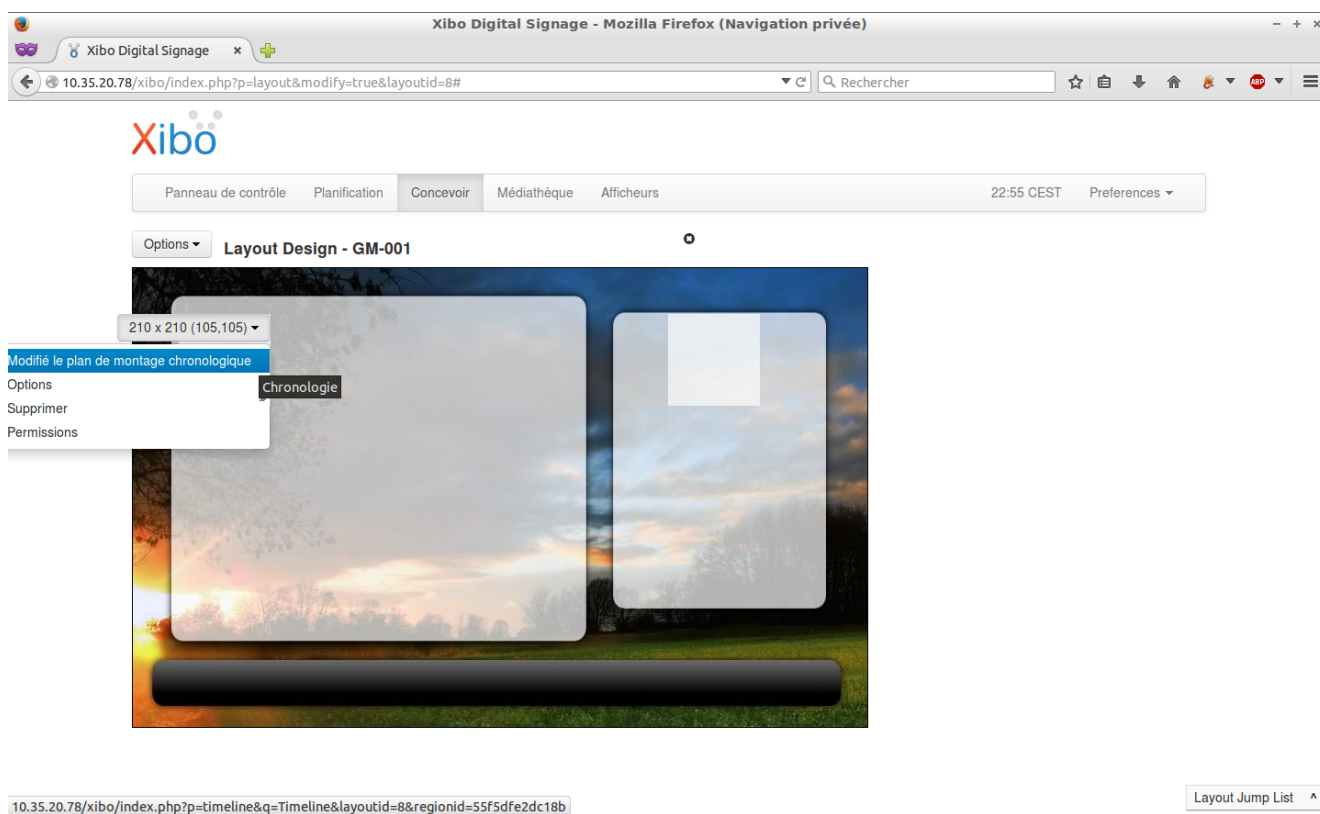 Xibo Digital Signage - Mozilla Firefox (Navigation privée)
Xibo Digital Signage
10.35.20.78/xibo/index.php?p=layout&modify=true&layoutid=8#
Rechercher
ABP
Xibo
Panneau de contrôle Planification Concevoir Médiathèque Afficheurs 22:55 CEST Preferences
Options Layout Design - GM-001
210 x 210 (105,105)
Modifié le plan de montage chronologique
Options
Chronologie
Supprimer
Permissions
Layout Jump List
10.35.20.78/xibo/index.php?p=timeline&q=Timeline&layoutid=8&regionid=55f5dfe2dc18b